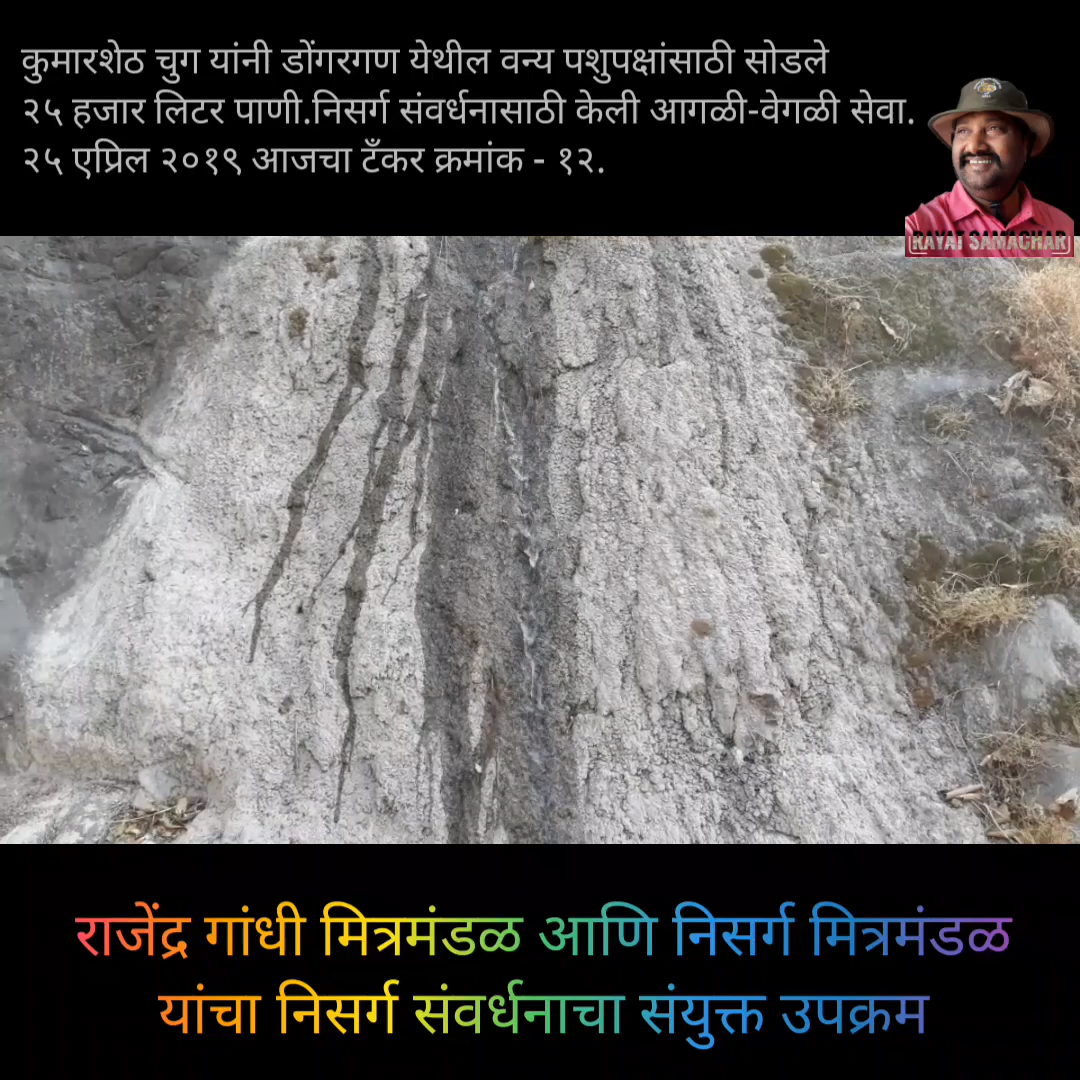 कुमारशेठ चुग यांनी डोंगरगण येथील वन्य पशुपक्षांसाठी सोडले
२५ हजार लिटर पाणी.निसर्ग संवर्धनासाठी केली आगळी-वेगळी सेवा.
२५ एप्रिल २०१९ आजचा टँकर क्रमांक - १२.
RAYAT SAMACHAR
राजेंद्र गांधी मित्रमंडळ आणि निसर्ग मित्रमंडळ
यांचा निसर्ग संवर्धनाचा संयुक्त उपक्रम